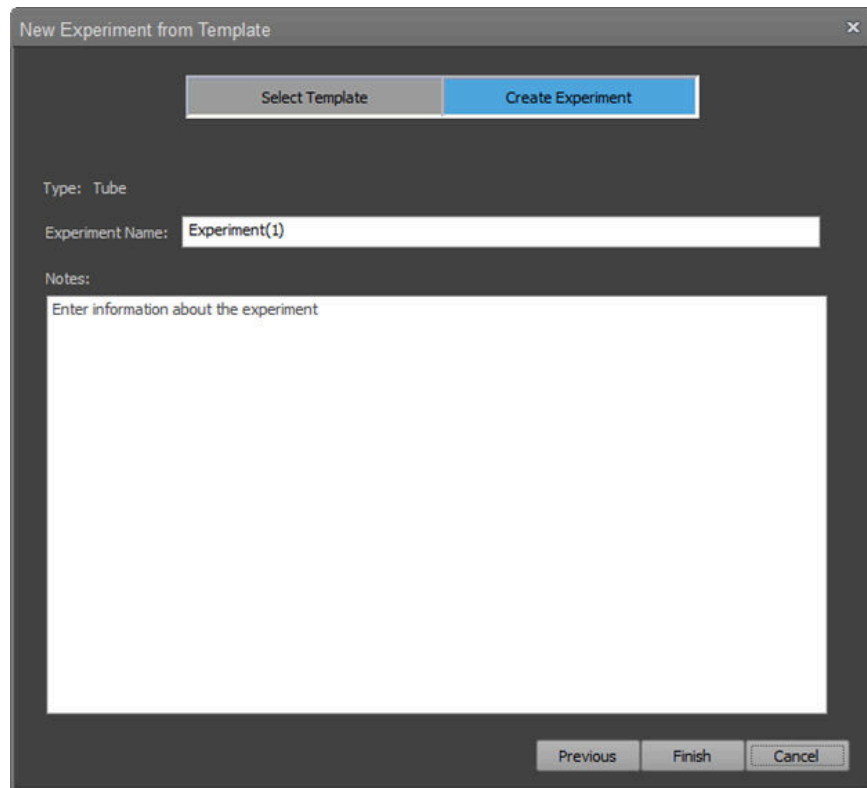 New Experiment from Template
Select Template Create Experiment
Type: Tube
Experiment Name: Experiment(1)
Notes:
Enter information about the experiment
Previous Finish Cancel